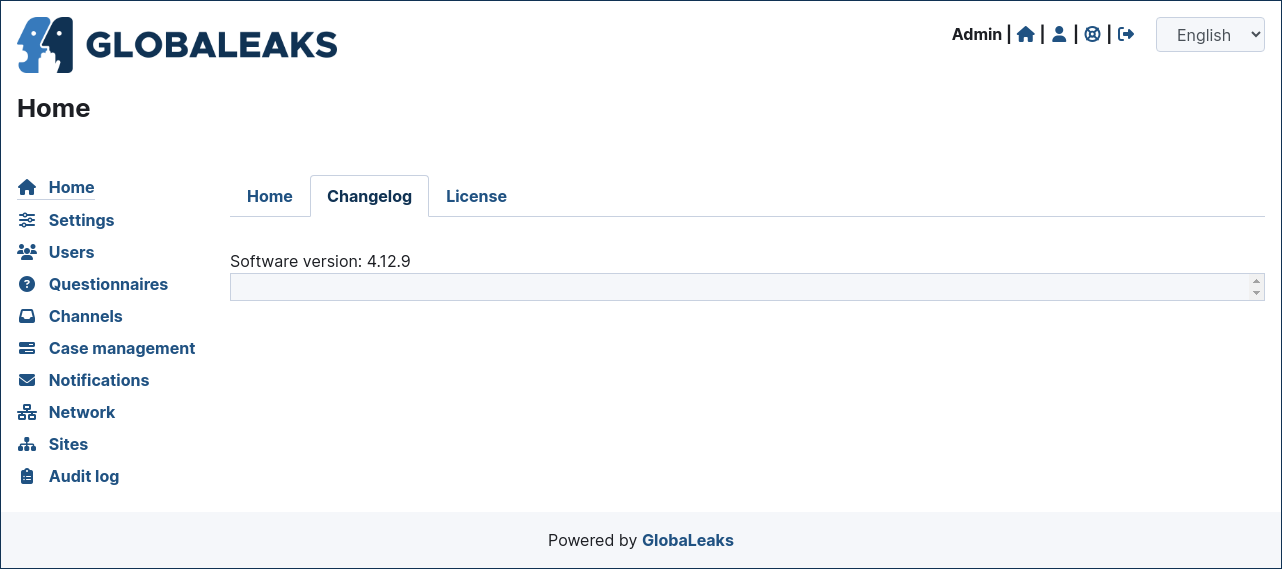 GLOBALEAKS
Admin | | | |
English
Home
Home
Settings
Users
Questionnaires
Channels
Case management
Notifications
Network
Sites
Audit log
Home Changelog License
Software version: 4.12.9
Powered by GlobaLeaks